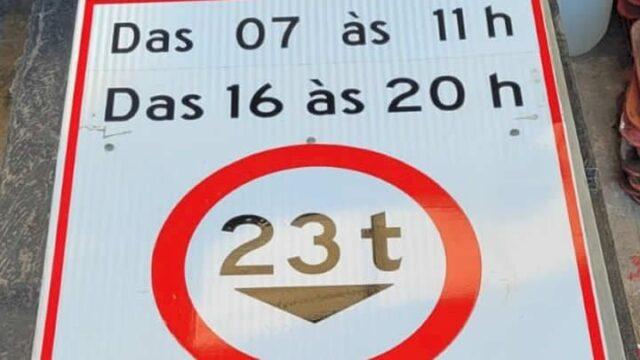 Das 07 às 11 h
Das 16 às 20 h
23 t